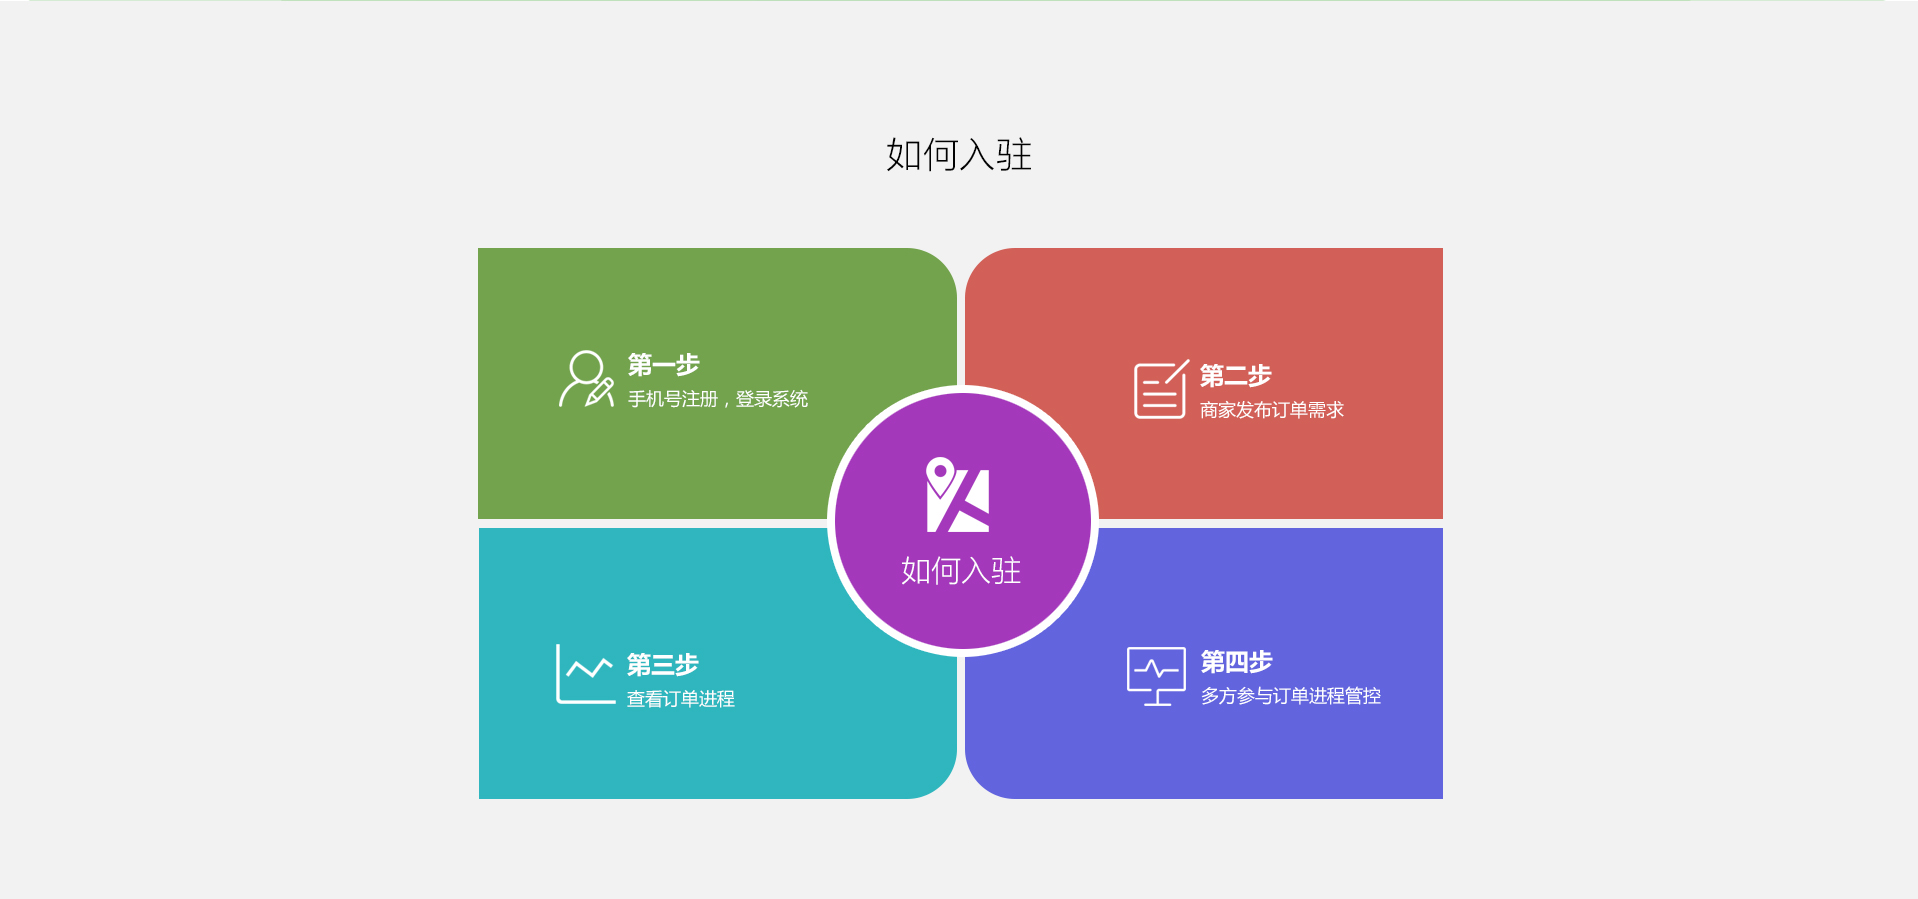 如何入驻
第一步
手机号注册，登录系统
第二步
商家发布订单需求
如何入驻
第三步
查看订单进程
第四步
多方参与订单进程管控